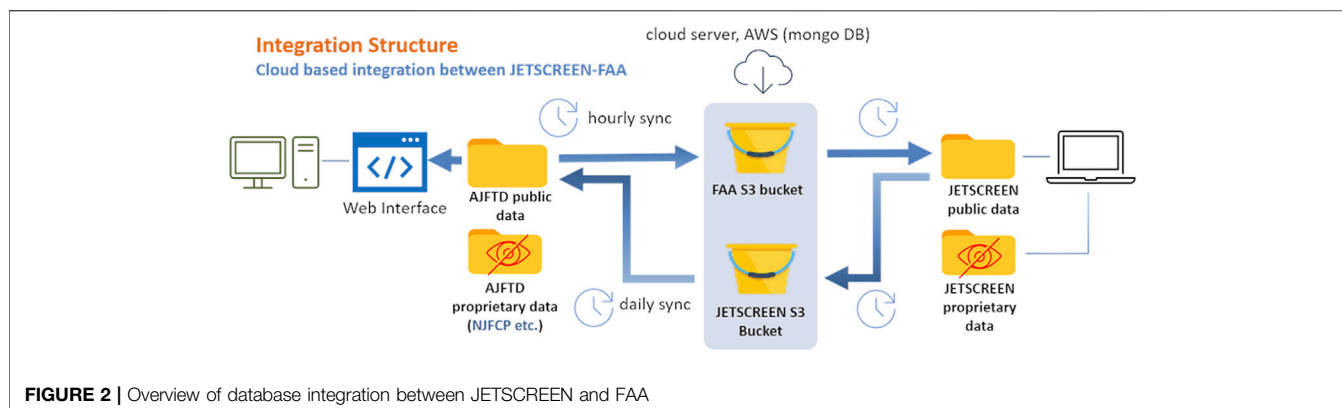 Integration Structure
Cloud based integration between JETSCREEN-FAA
cloud server, AWS (mongo DB)
hourly sync
</>
Web Interface
AJFTD public
data
FAA S3 bucket
JETSCREEN
public data
AJFTD
proprietary data
(NJFCP etc.)
daily sync
JETSCREEN S3
Bucket
JETSCREEN
proprietary
data
FIGURE 2 | Overview of database integration between JETSCREEN and FAA